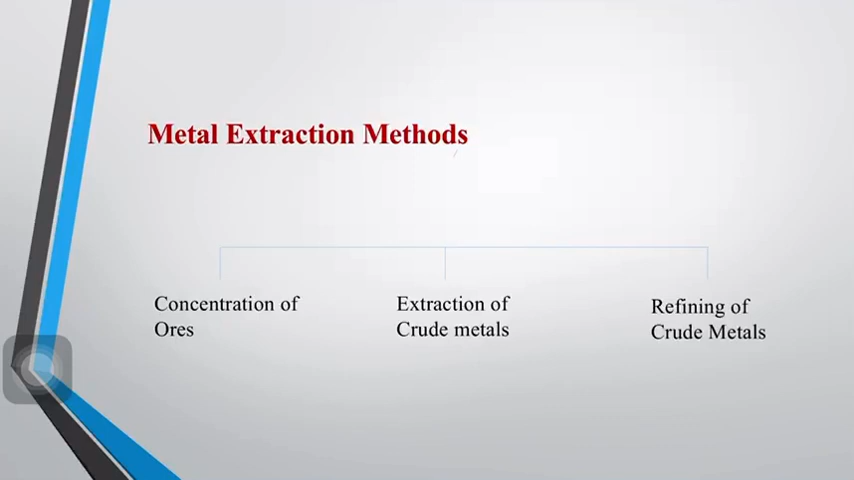 Metal Extraction Methods
Concentration of
Ores
Extraction of
Crude metals
Refining of
Crude Metals